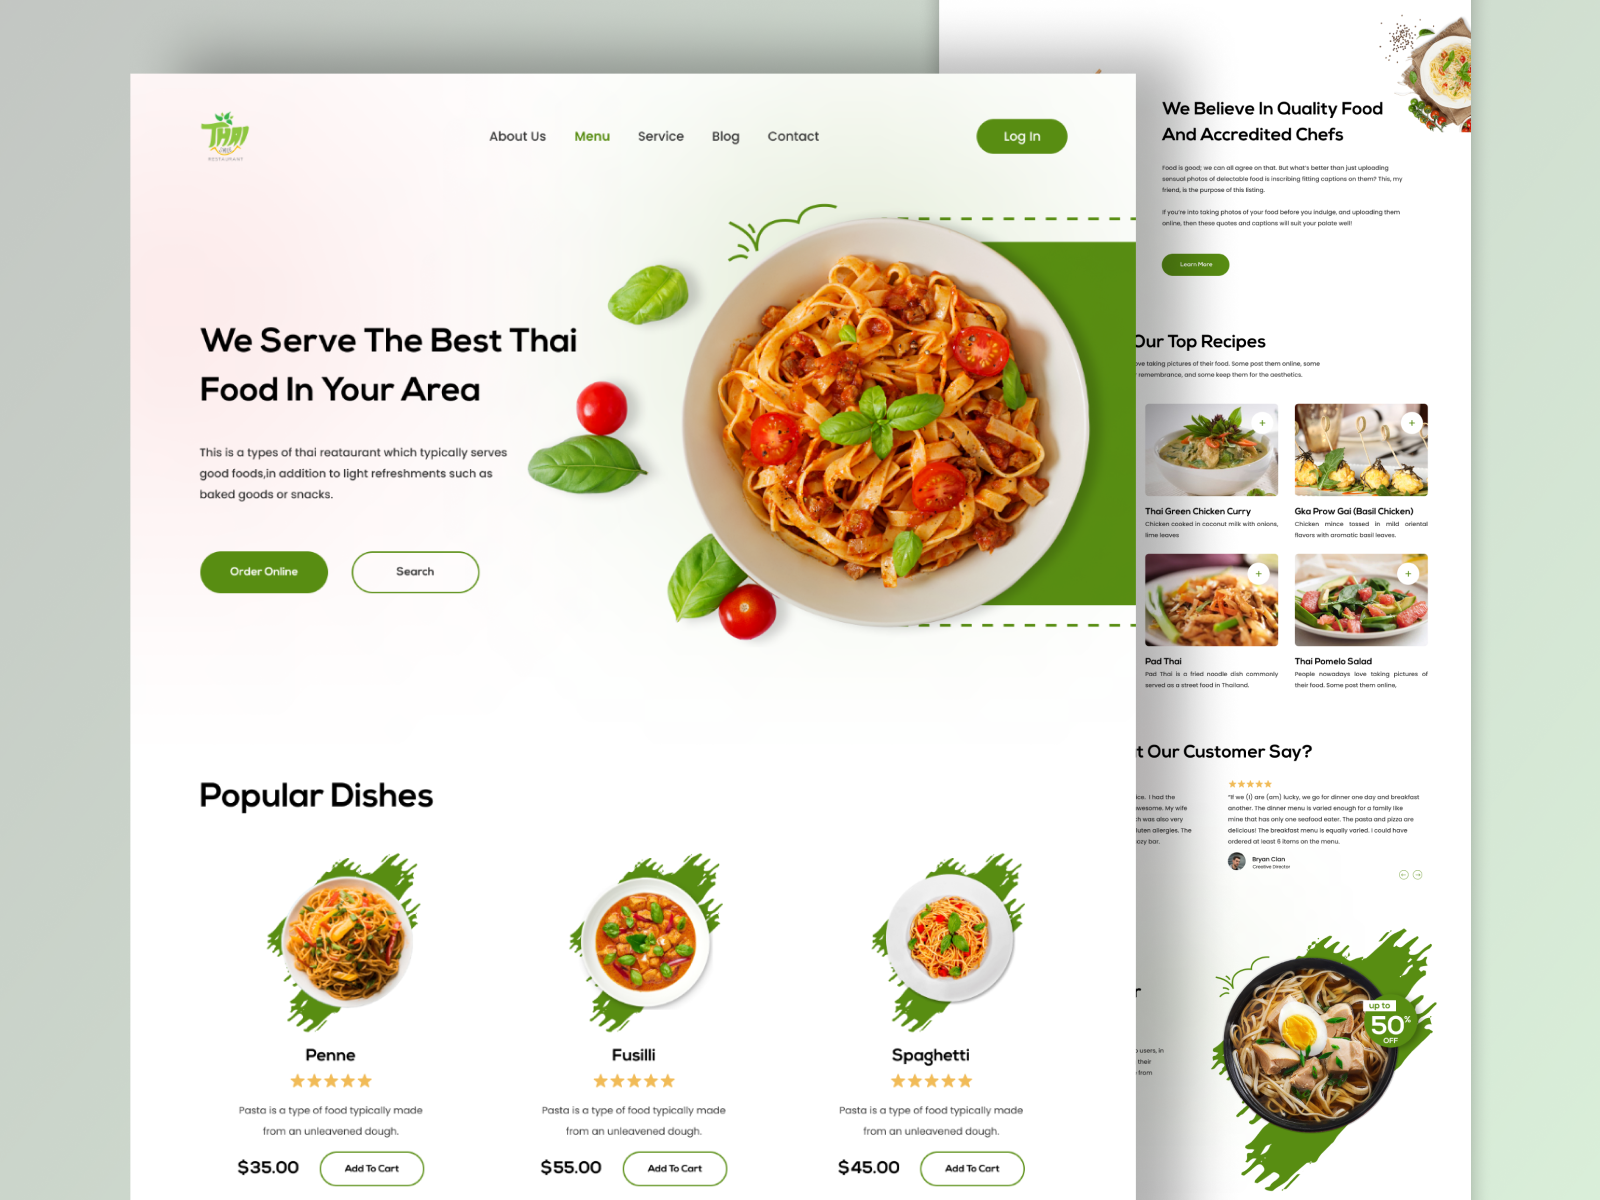 THAI
RESTAURANT
About Us
Menu
Service
Blog
Contact
Log In
We Serve The Best Thai
Food In Your Area
This is a types of thai reataurant which typically serves
good foods,in addition to light refreshments such as
baked goods or snacks.
Order Online
Search
Popular Dishes
Penne
Pasta is a type of food typically made
from an unleavened dough.
$35.00
Add To Cart
Fusilli
Pasta is a type of food typically made
from an unleavened dough.
$55.00
Add To Cart
Spaghetti
Pasta is a type of food typically made
from an unleavened dough.
$45.00
Add To Cart
We Believe In Quality Food
And Accredited Chefs
Food is good; we can all agree on that. But what's better than just uploading
sensual photos of delectable food is inscribing fitting captions on them? This, my
friend, is the purpose of this listing.
If you're into taking photos of your food before you indulge, and uploading them
online, then these quotes and captions will suit your palate well!
Learn More
Our Top Recipes
ove taking pictures of their food. Some post them online, some
remembrance, and some keep them for the aesthetics.
+
Thai Green Chicken Curry
Chicken cooked in coconut milk with onions,
lime leaves
+
Gka Prow Gai (Basil Chicken)
Chicken mince tossed in mild oriental
flavors with aromatic basil leaves.
+
Pad Thai
Pad Thai is a fried noodle dish commonly
served as a street food in Thailand.
+
Thai Pomelo Salad
People nowadays love taking pictures of
their food. Some post them online,
t Our Customer Say?
ice. I had the
wesome. My wife
ch was also very
luten allergies. The
ozy bar.
"If we (I) are (am) lucky, we go for dinner one day and breakfast
another. The dinner menu is varied enough for a family like
mine that has only one seafood eater. The pasta and pizza are
delicious! The breakfast menu is equally varied. I could have
ordered at least 6 items on the menu.
Bryan Cian
Creative Director
r
users, in
their
from
up to
50%
OFF